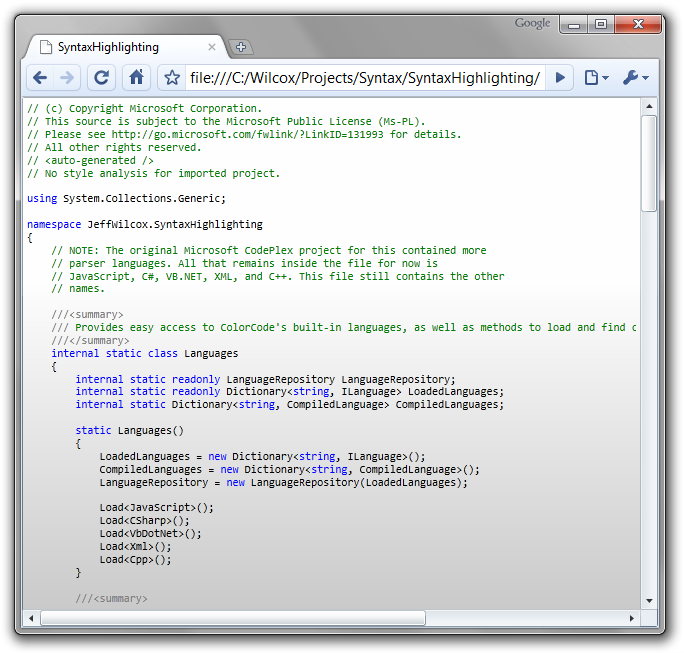 Google
SyntaxHighlighting
file:///C:/Wilcox/Projects/Syntax/SyntaxHighlighting/
// (c) Copyright Microsoft Corporation.
// This source is subject to the Microsoft Public License (Ms-PL).
// Please see http://go.microsoft.com/fwlink/?LinkID=131993 for details.
// All other rights reserved.
// <auto-generated />
// No style analysis for imported project.
using System.Collections.Generic;
namespace JeffWilcox.SyntaxHighlighting
{
// NOTE: The original Microsoft CodePlex project for this contained more
// parser languages. All that remains inside the file for now is
// JavaScript, C#, VB.NET, XML, and C++. This file still contains the other
// names.
///<summary>
/// Provides easy access to ColorCode's built-in languages, as well as methods to load and find c
///</summary>
internal static class Languages
{
internal static readonly LanguageRepository LanguageRepository;
internal static readonly Dictionary<string, ILanguage> LoadedLanguages;
internal static Dictionary<string, CompiledLanguage> CompiledLanguages;
static Languages()
{
LoadedLanguages = new Dictionary<string, ILanguage>();
CompiledLanguages = new Dictionary<string, CompiledLanguage>();
LanguageRepository = new LanguageRepository(LoadedLanguages);
Load<JavaScript>();
Load<CSharp>();
Load<VbDotNet>();
Load<Xml>();
Load<Cpp>();
}
///<summary>